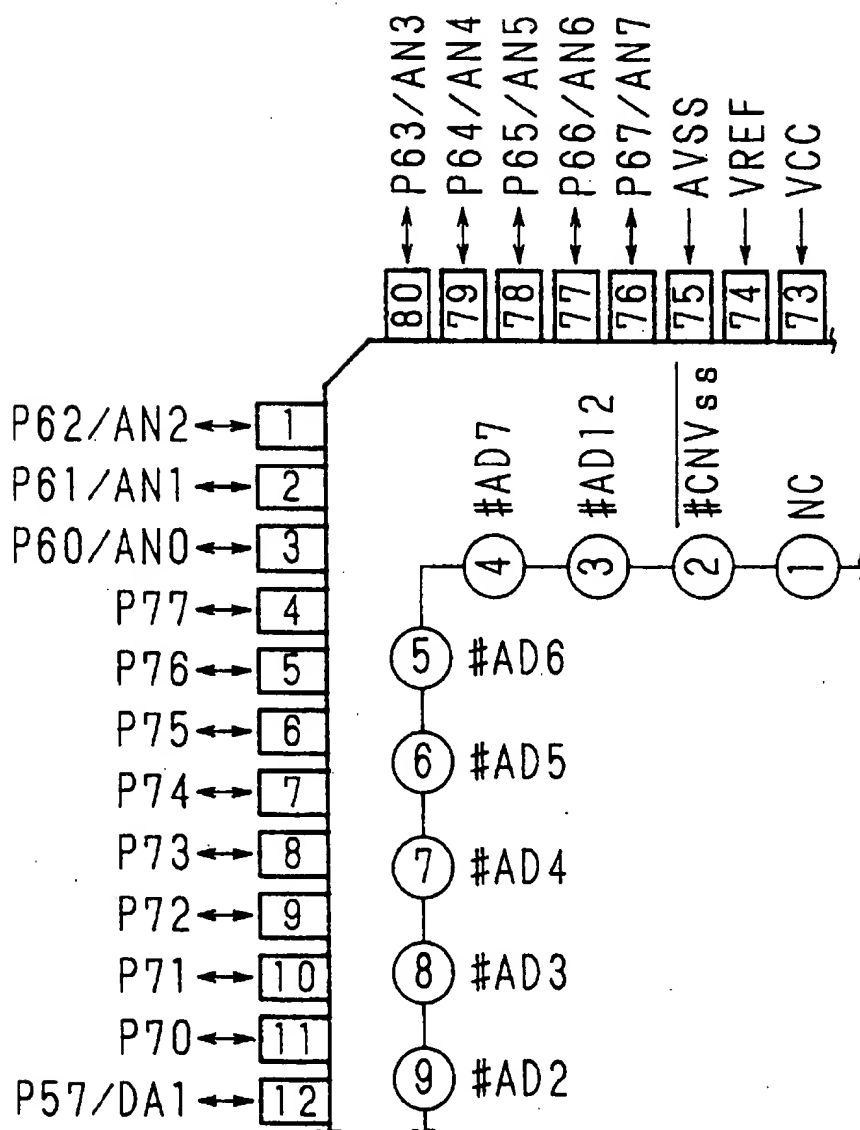 P63/AN3
P64/AN4
P65/AN5
P66/AN6
P67/AN7
AVSS
VREF
VCC
80
79
78
77
76
75
74
73
P62/AN2 1
P61/AN1 2
P60/AN0 3
P77 4
P76 5
P75 6
P74 7
P73 8
P72 9
P71 10
P70 11
P57/DA1 12
#AD7
#AD12
#CNVss
NC
4
3
2
1
5 #AD6
6 #AD5
7 #AD4
8 #AD3
9 #AD2